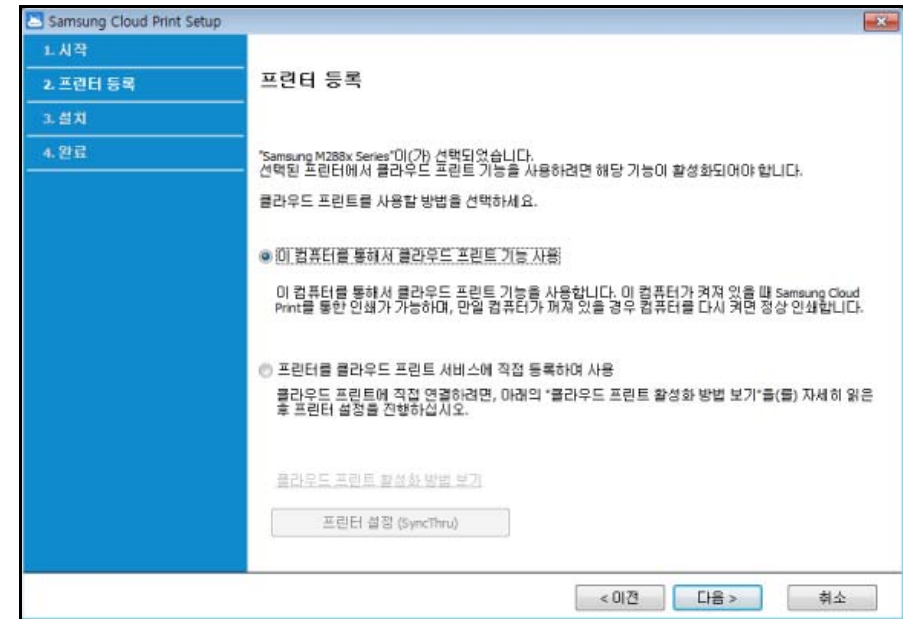 Samsung Cloud Print Setup
1. 시작
2. 프린터 등록
3. 설치
4. 완료
프린터 등록
"Samsung M288x Series"이(가) 선택되었습니다.
선택된 프린터에서 클라우드 프린트 기능을 사용하려면 해당 기능이 활성화되어야 합니다.
클라우드 프린트를 사용할 방법을 선택하세요.
이 컴퓨터를 통해서 클라우드 프린트 기능 사용
이 컴퓨터를 통해서 클라우드 프린트 기능을 사용합니다. 이 컴퓨터가 켜져 있을 때 Samsung Cloud
Print를 통한 인쇄가 가능하며, 만일 컴퓨터가 꺼져 있을 경우 컴퓨터를 다시 켜면 정상 인쇄합니다.
프린터를 클라우드 프린트 서비스에 직접 등록하여 사용
클라우드 프린트에 직접 연결하려면, 아래의 "클라우드 프린트 활성화 방법 보기"을(를) 자세히 읽은
후 프린터 설정을 진행하십시오.
클라우드 프린트 활성화 방법 보기
프린터 설정 (SyncThru)
< 이전
다음 >
취소